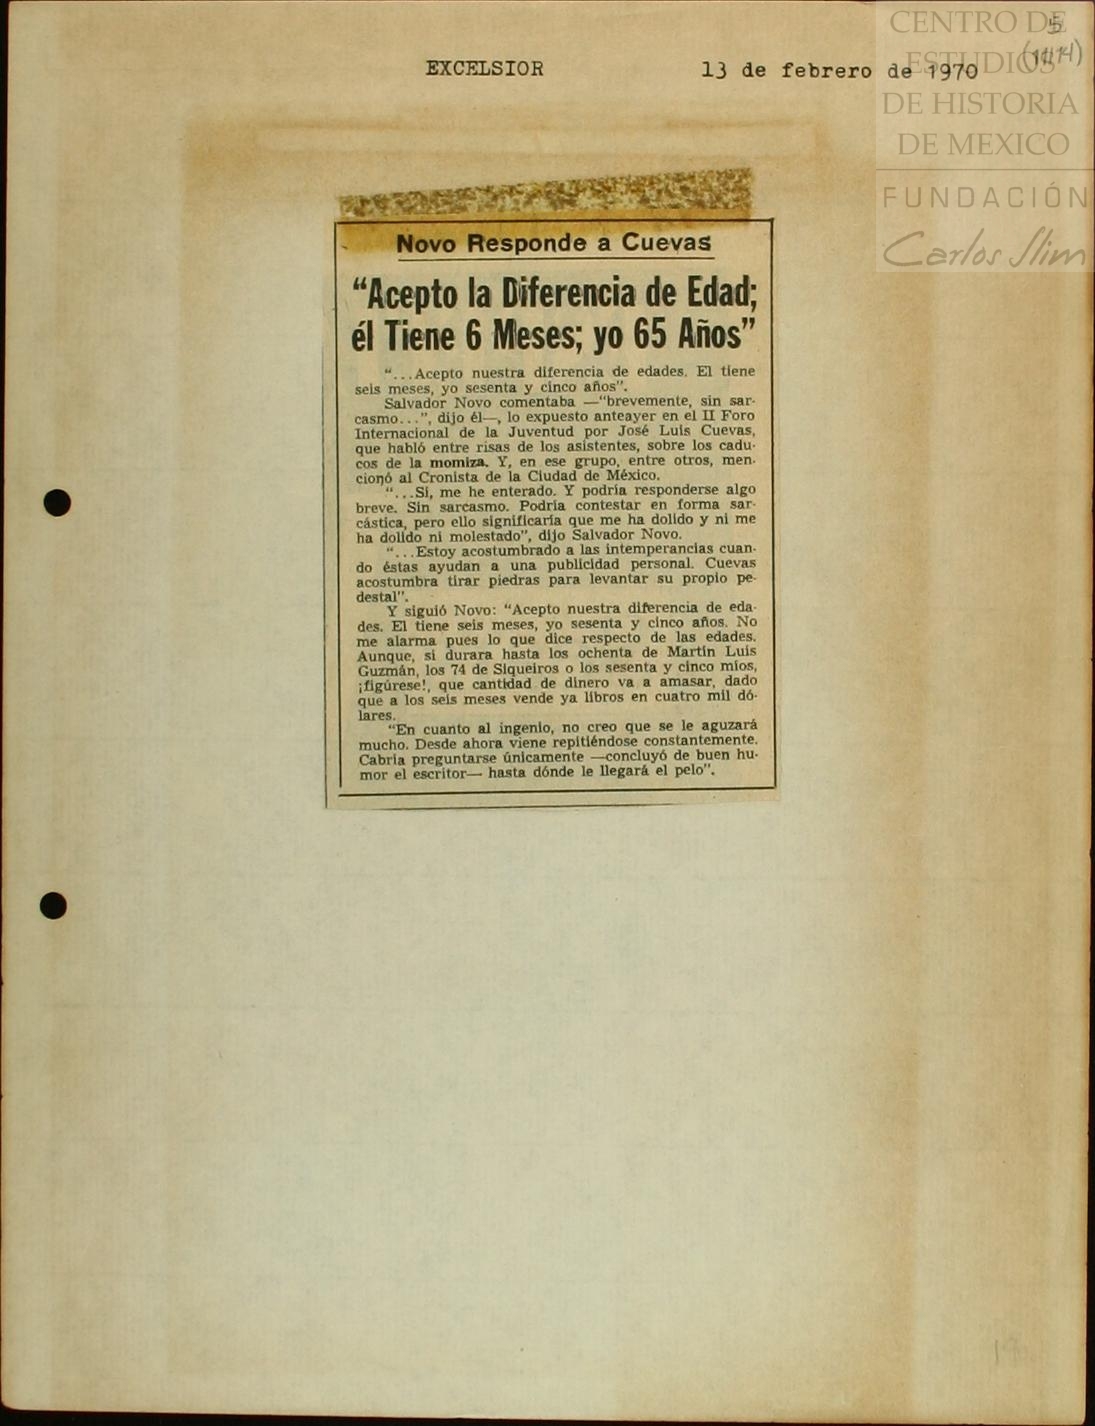 CENTRO DE
ESTUDIOS
DE HISTORIA
DE MEXICO
FUNDACIÓN
Carlos Slim
5
EXCELSIOR 13 de febrero de 1970
Novo Responde a Cuevas
“Acepto la Diferencia de Edad;
él Tiene 6 Meses; yo 65 Años”
“...Acepto nuestra diferencia de edades. El tiene
seis meses, yo sesenta y cinco años”.
Salvador Novo comentaba —“brevemente, sin sar-
casmo...”, dijo él—, lo expuesto anteayer en el II Foro
Internacional de la Juventud por José Luis Cuevas,
que habló entre risas de los asistentes, sobre los cadu-
cos de la momiza. Y, en ese grupo, entre otros, men-
cionó al Cronista de la Ciudad de México.
“...Sí, me he enterado. Y podría responderse algo
breve. Sin sarcasmo. Podría contestar en forma sar-
cástica, pero ello significaría que me ha dolido y ni me
ha dolido ni molestado”, dijo Salvador Novo.
“...Estoy acostumbrado a las intemperancias cuan-
do éstas ayudan a una publicidad personal. Cuevas
acostumbra tirar piedras para levantar su propio pe-
destal”.
Y siguió Novo: “Acepto nuestra diferencia de eda-
des. El tiene seis meses, yo sesenta y cinco años. No
me alarma pues lo que dice respecto de las edades.
Aunque, si durara hasta los ochenta de Martín Luis
Guzmán, los 74 de Siqueiros o los sesenta y cinco míos,
¡figúrese!, que cantidad de dinero va a amasar, dado
que a los seis meses vende ya libros en cuatro mil dó-
lares.
“En cuanto al ingenio, no creo que se le aguzará
mucho. Desde ahora viene repitiéndose constantemente.
Cabría preguntarse únicamente —concluyó de buen hu-
mor el escritor— hasta dónde le llegará el pelo”.